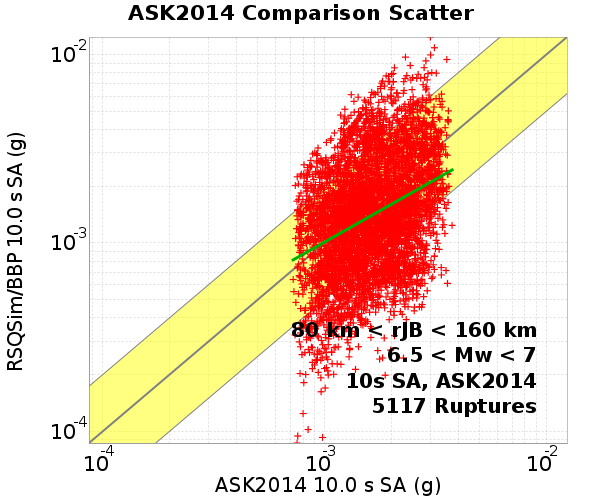 ASK2014 Comparison Scatter
RSQSim/BBP 10.0 s SA (g)
10-2
10-3
10-4
80 km < rJB < 160 km
6.5 < Mw < 7
10s SA, ASK2014
5117 Ruptures
10-4
10-3
10-2
ASK2014 10.0 s SA (g)